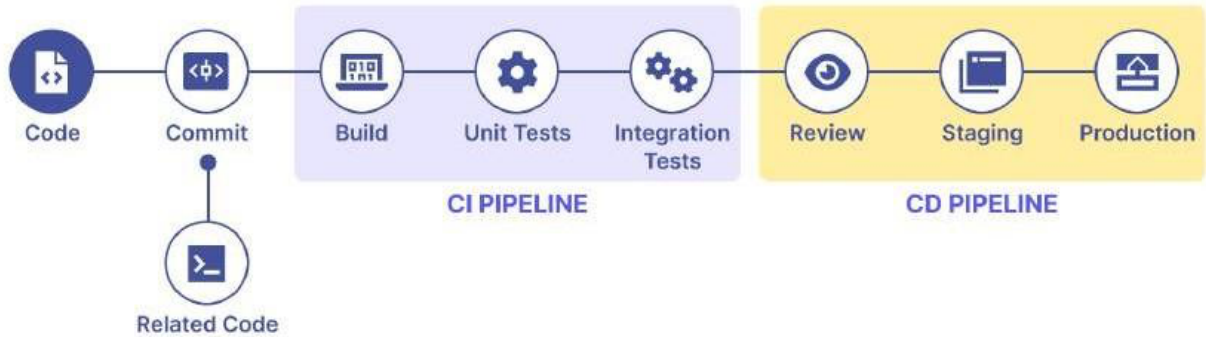 Code
Commit
Build
Unit Tests
Integration
Tests
Review
Staging
Production
CI PIPELINE
CD PIPELINE
Related Code